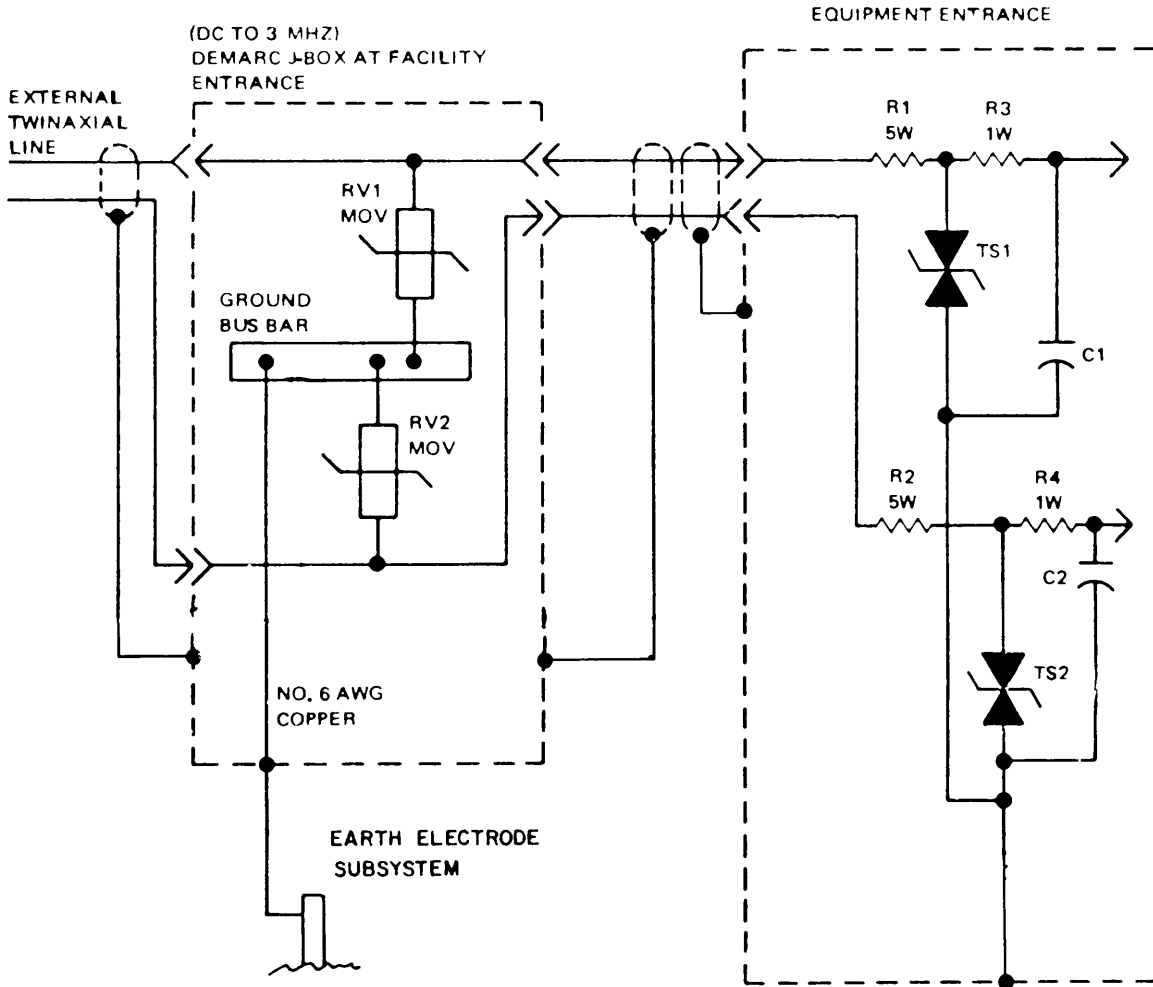 EQUIPMENT ENTRANCE
(DC TO 3 MHZ)
DEMARC J-BOX AT FACILITY
ENTRANCE
EXTERNAL
TWINAXIAL
LINE
R1
5W
R3
1W
RV1
MOV
TS1
GROUND
BUS BAR
C1
RV2
MOV
R2
5W
R4
1W
C2
TS2
NO. 6 AWG
COPPER
EARTH ELECTRODE
SUBSYSTEM